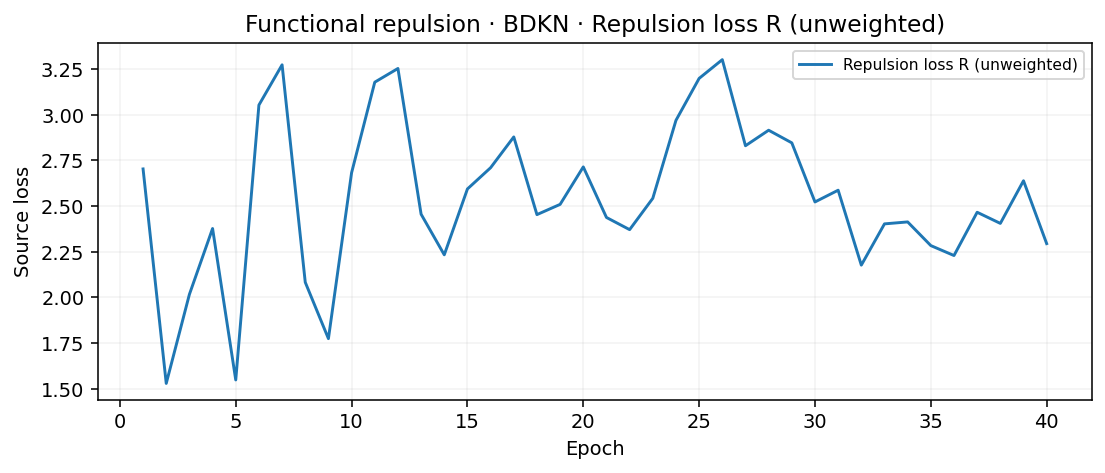 Functional repulsion · BDKN · Repulsion loss R (unweighted)
Repulsion loss R (unweighted)
Source loss
3.25
3.00
2.75
2.50
2.25
2.00
1.75
1.50
0 5 10 15 20 25 30 35 40
Epoch